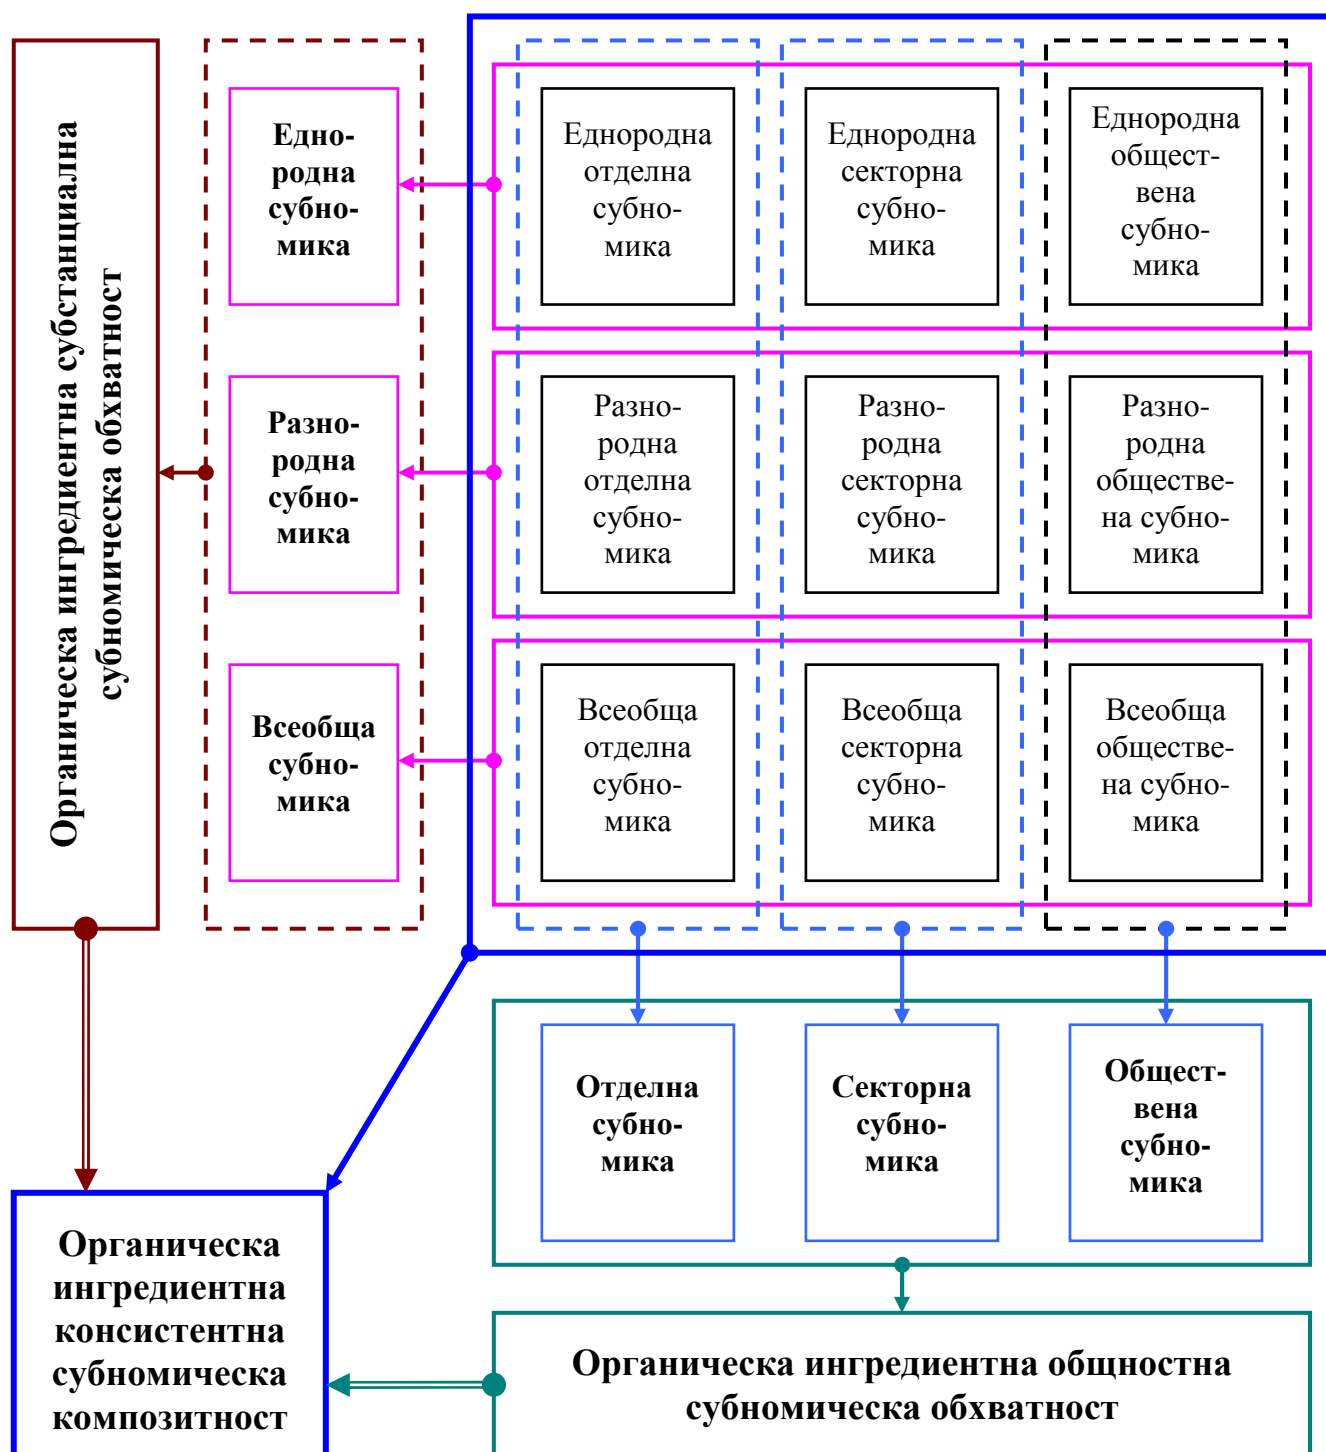 Органическа ингредиентна субстанциална
субномическа обхватност
Едно-
родна
субно-
мика
Еднородна
отделна
субно-
мика
Еднородна
секторна
субно-
мика
Еднородна
общест-
вена
субно-
мика
Разно-
родна
субно-
мика
Разно-
родна
отделна
субно-
мика
Разно-
родна
секторна
субно-
мика
Разно-
родна
обществе-
на субно-
мика
Всеобща
субно-
мика
Всеобща
отделна
субно-
мика
Всеобща
секторна
субно-
мика
Всеобща
обществе-
на субно-
мика
Отделна
субно-
мика
Секторна
субно-
мика
Общест-
вена
субно-
мика
Органическа
ингредиентна
консистентна
субномическа
композитност
Органическа ингредиентна общностна
субномическа обхватност